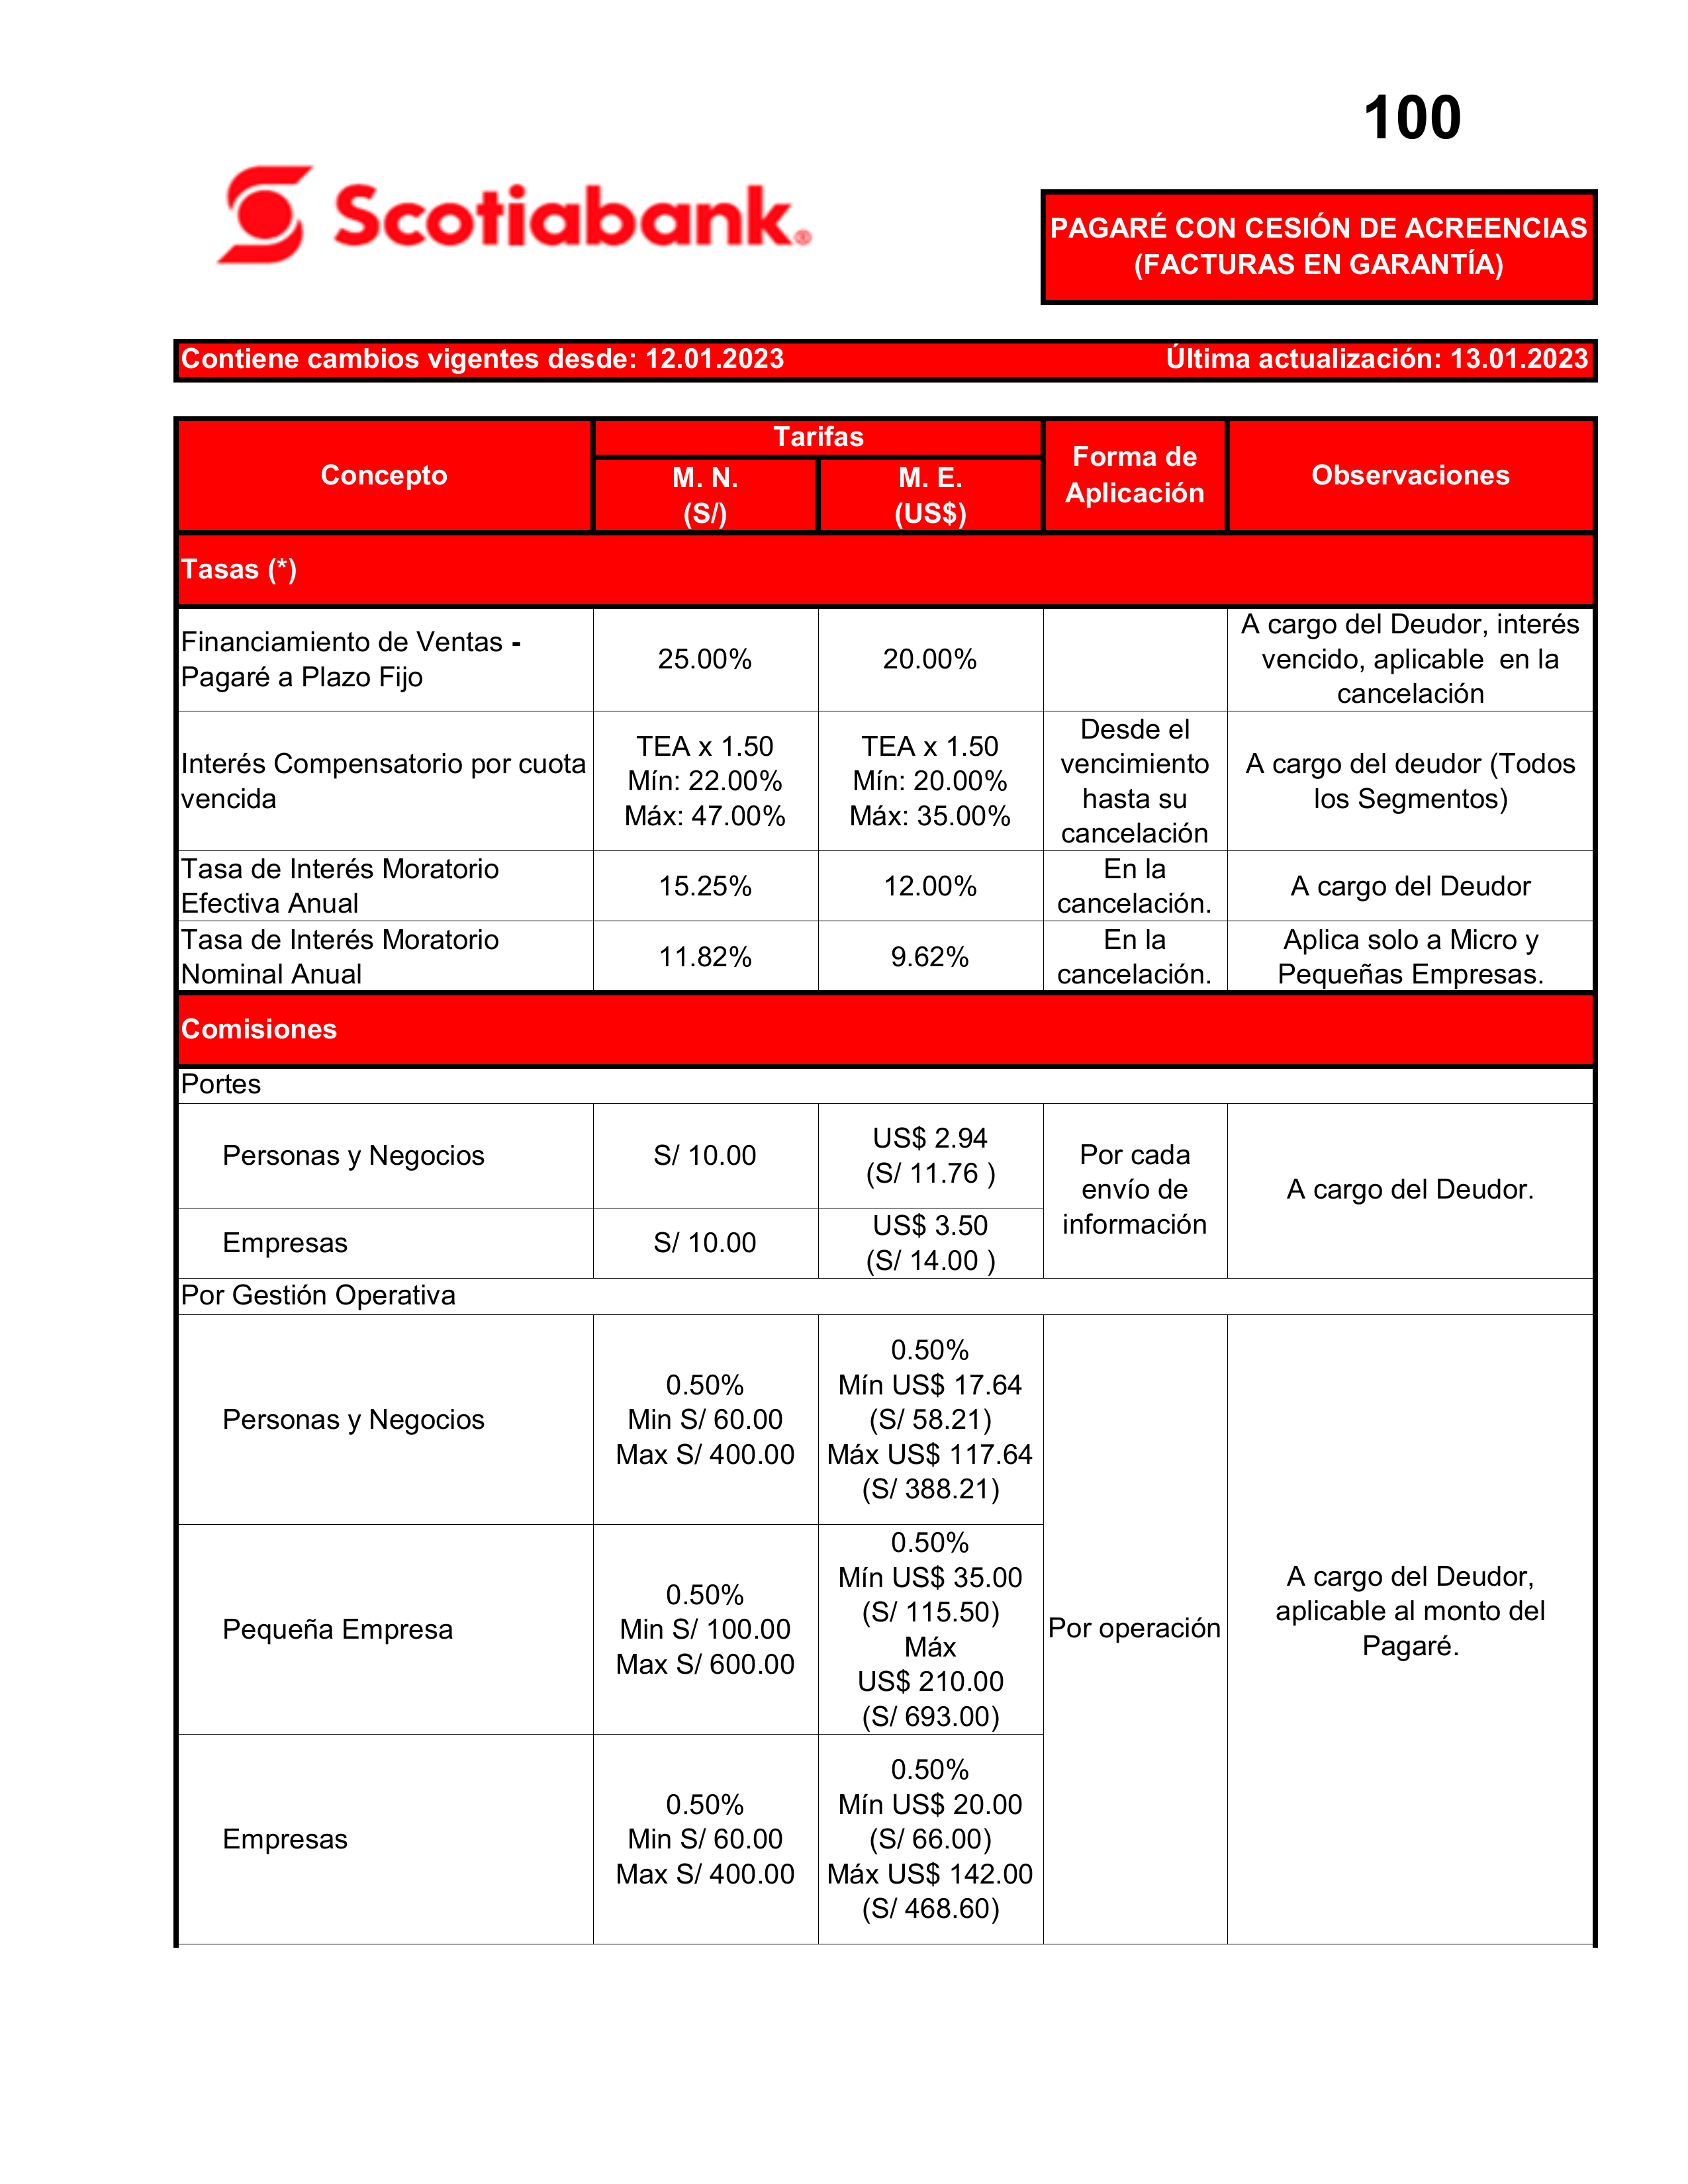 100
Scotiabank®
PAGARÉ CON CESIÓN DE ACREENCIAS
(FACTURAS EN GARANTÍA)
Contiene cambios vigentes desde: 12.01.2023 Última actualización: 13.01.2023
Concepto
Tarifas
M. N.
(S/)
M. E.
(US$)
Forma de
Aplicación
Observaciones
Tasas (*)
Financiamiento de Ventas -
Pagaré a Plazo Fijo
25.00%
20.00%
A cargo del Deudor, interés
vencido, aplicable  en la
cancelación
Interés Compensatorio por cuota
vencida
TEA x 1.50
Mín: 22.00%
Máx: 47.00%
TEA x 1.50
Mín: 20.00%
Máx: 35.00%
Desde el
vencimiento
hasta su
cancelación
A cargo del deudor (Todos
los Segmentos)
Tasa de Interés Moratorio
Efectiva Anual
15.25%
12.00%
En la
cancelación.
A cargo del Deudor
Tasa de Interés Moratorio
Nominal Anual
11.82%
9.62%
En la
cancelación.
Aplica solo a Micro y
Pequeñas Empresas.
Comisiones
Portes
Personas y Negocios
S/ 10.00
US$ 2.94
(S/ 11.76 )
Por cada
envío de
información
A cargo del Deudor.
Empresas
S/ 10.00
US$ 3.50
(S/ 14.00 )
Por Gestión Operativa
Personas y Negocios
0.50%
Min S/ 60.00
Max S/ 400.00
0.50%
Mín US$ 17.64
(S/ 58.21)
Máx US$ 117.64
(S/ 388.21)
Por operación
A cargo del Deudor,
aplicable al monto del
Pagaré.
Pequeña Empresa
0.50%
Min S/ 100.00
Max S/ 600.00
0.50%
Mín US$ 35.00
(S/ 115.50)
Máx
US$ 210.00
(S/ 693.00)
Empresas
0.50%
Min S/ 60.00
Max S/ 400.00
0.50%
Mín US$ 20.00
(S/ 66.00)
Máx US$ 142.00
(S/ 468.60)